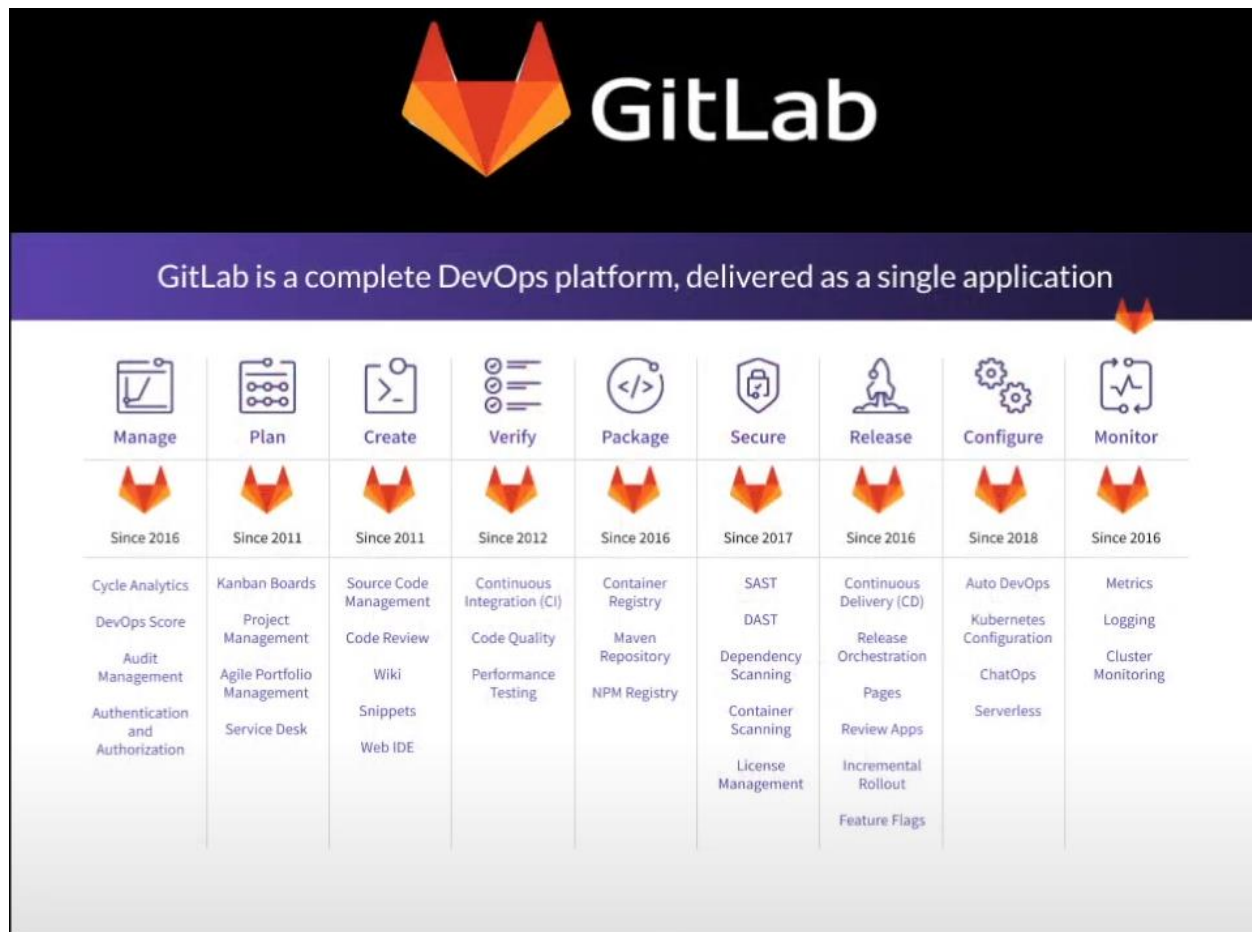 GitLab
GitLab is a complete DevOps platform, delivered as a single application
Manage
Plan
Create
Verify
Package
Secure
Release
Configure
Monitor
Since 2016
Since 2011
Since 2011
Since 2012
Since 2016
Since 2017
Since 2016
Since 2018
Since 2016
Cycle Analytics
DevOps Score
Audit
Management
Authentication
and
Authorization
Kanban Boards
Project
Management
Agile Portfolio
Management
Service Desk
Source Code
Management
Code Review
Wiki
Snippets
Web IDE
Continuous
Integration (CI)
Code Quality
Performance
Testing
Container
Registry
Maven
Repository
NPM Registry
SAST
DAST
Dependency
Scanning
Container
Scanning
License
Management
Continuous
Delivery (CD)
Release
Orchestration
Pages
Review Apps
Incremental
Rollout
Feature Flags
Auto DevOps
Kubernetes
Configuration
ChatOps
Serverless
Metrics
Logging
Cluster
Monitoring